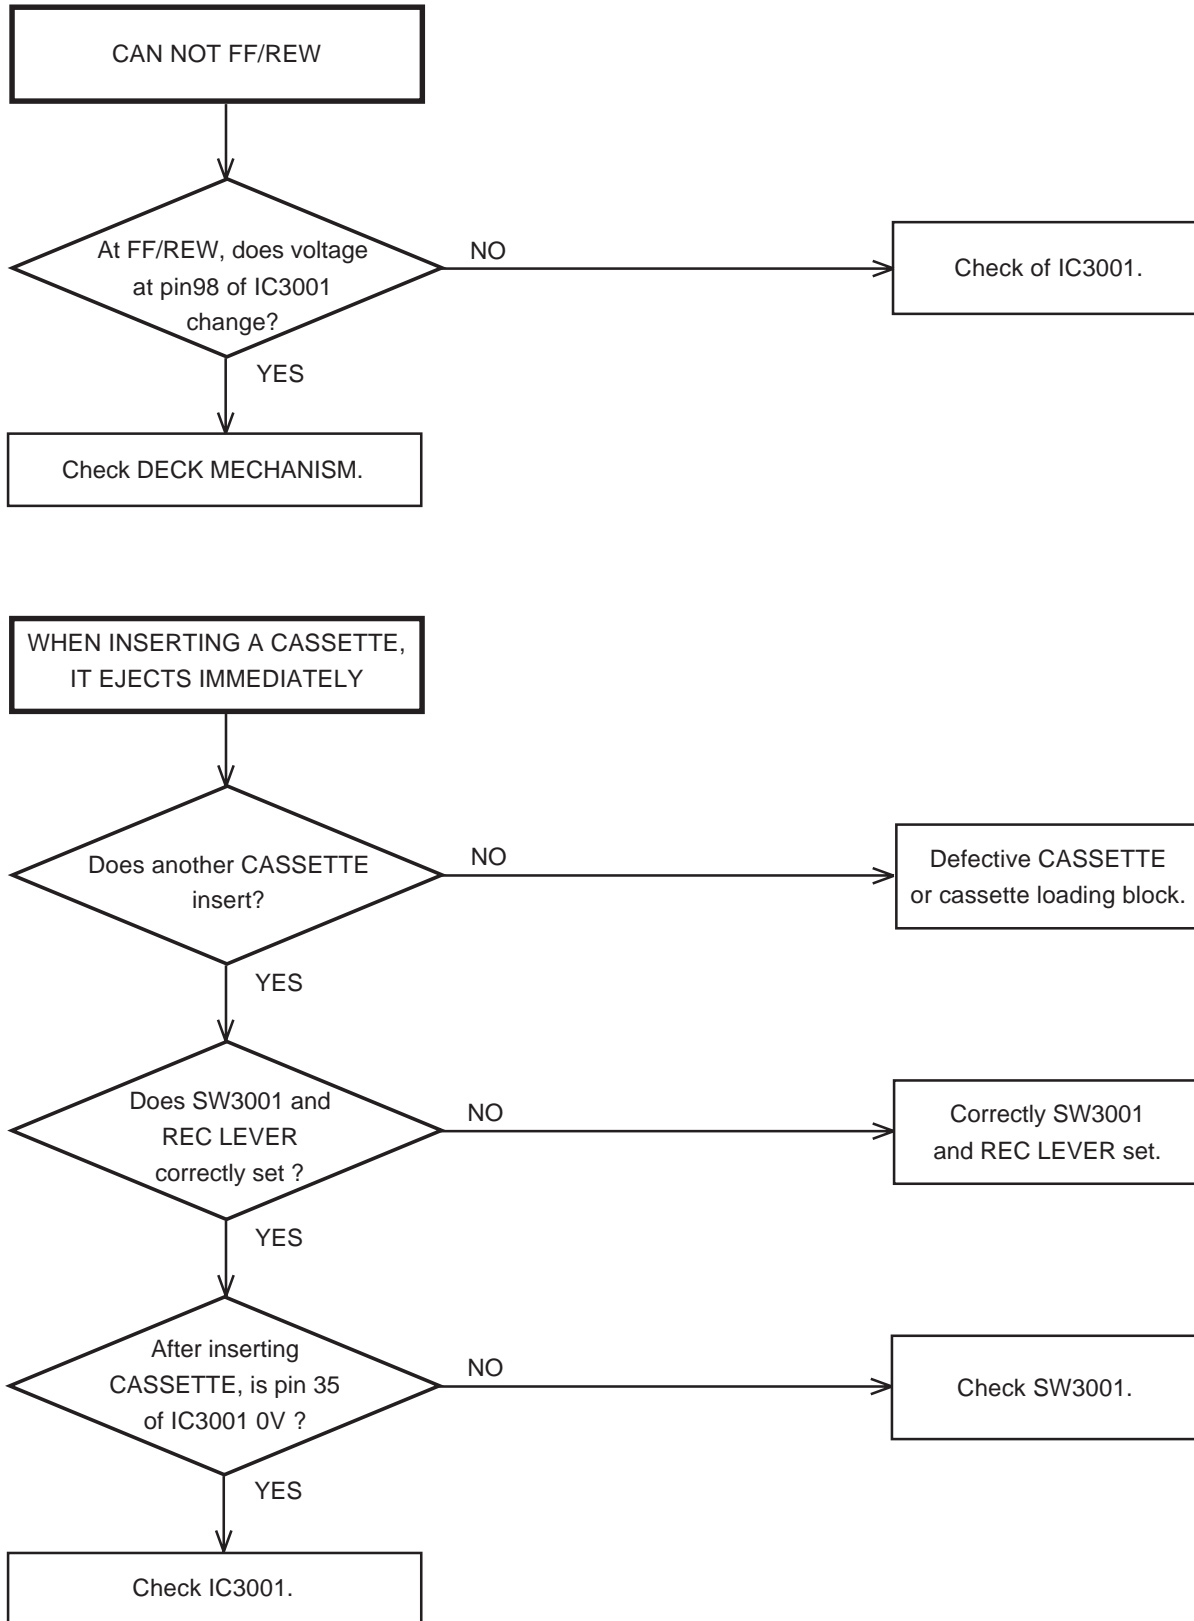 CAN NOT FF/REW
At FF/REW, does voltage
at pin98 of IC3001
change?
NO
Check of IC3001.
YES
Check DECK MECHANISM.
WHEN INSERTING A CASSETTE,
IT EJECTS IMMEDIATELY
Does another CASSETTE
insert?
NO
Defective CASSETTE
or cassette loading block.
YES
Does SW3001 and
REC LEVER
correctly set ?
NO
Correctly SW3001
and REC LEVER set.
YES
After inserting
CASSETTE, is pin 35
of IC3001 0V ?
NO
Check SW3001.
YES
Check IC3001.